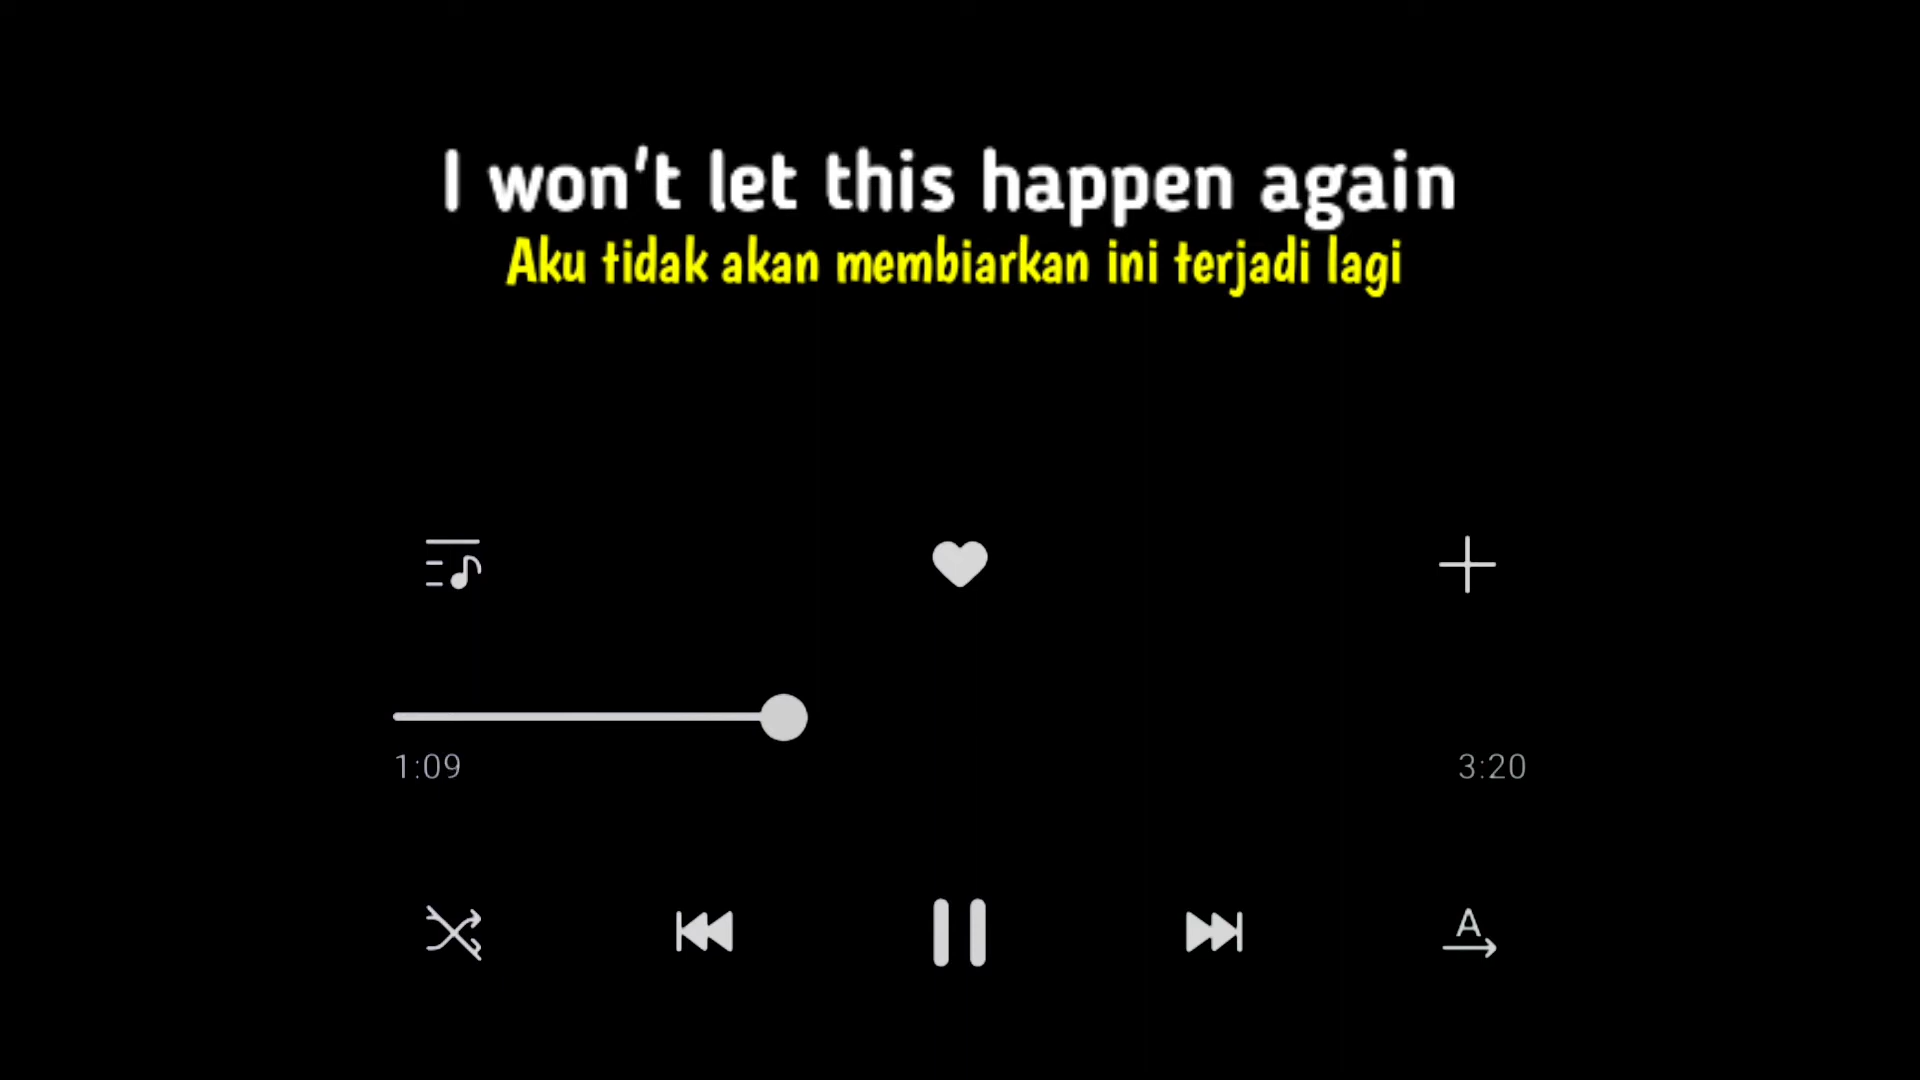 I won't let this happen again
Aku tidak akan membiarkan ini terjadi lagi
1:09
3:20
A